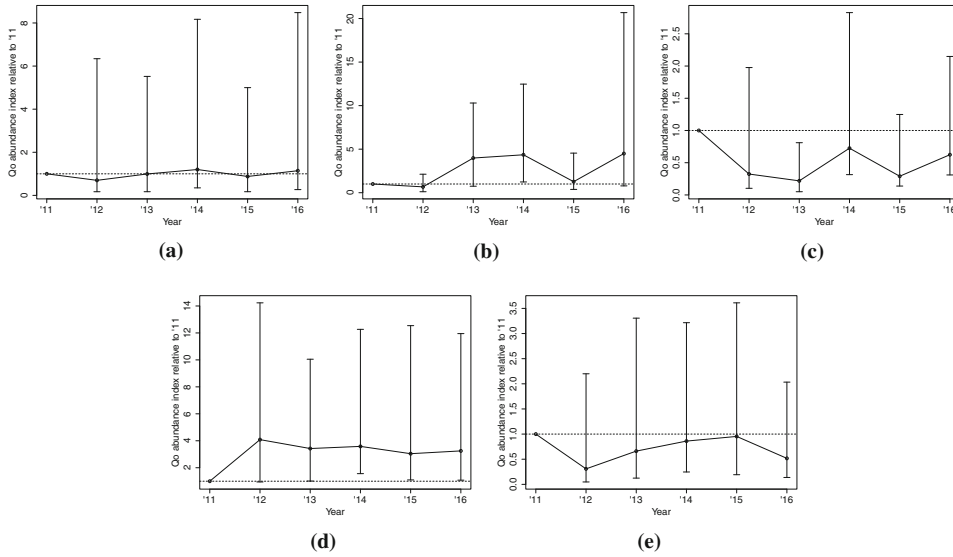 Qo abundance index relative to '11
8
6
4
2
0
'11 '12 '13 '14 '15 '16
Year
(a)
Qo abundance index relative to '11
20
15
10
5
0
'11 '12 '13 '14 '15 '16
Year
(b)
Qo abundance index relative to '11
2.5
2.0
1.5
1.0
0.5
0.0
'11 '12 '13 '14 '15 '16
Year
(c)
Qo abundance index relative to '11
14
12
10
8
6
4
2
'11 '12 '13 '14 '15 '16
Year
(d)
Qo abundance index relative to '11
3.5
3.0
2.5
2.0
1.5
1.0
0.5
0.0
'11 '12 '13 '14 '15 '16
Year
(e)